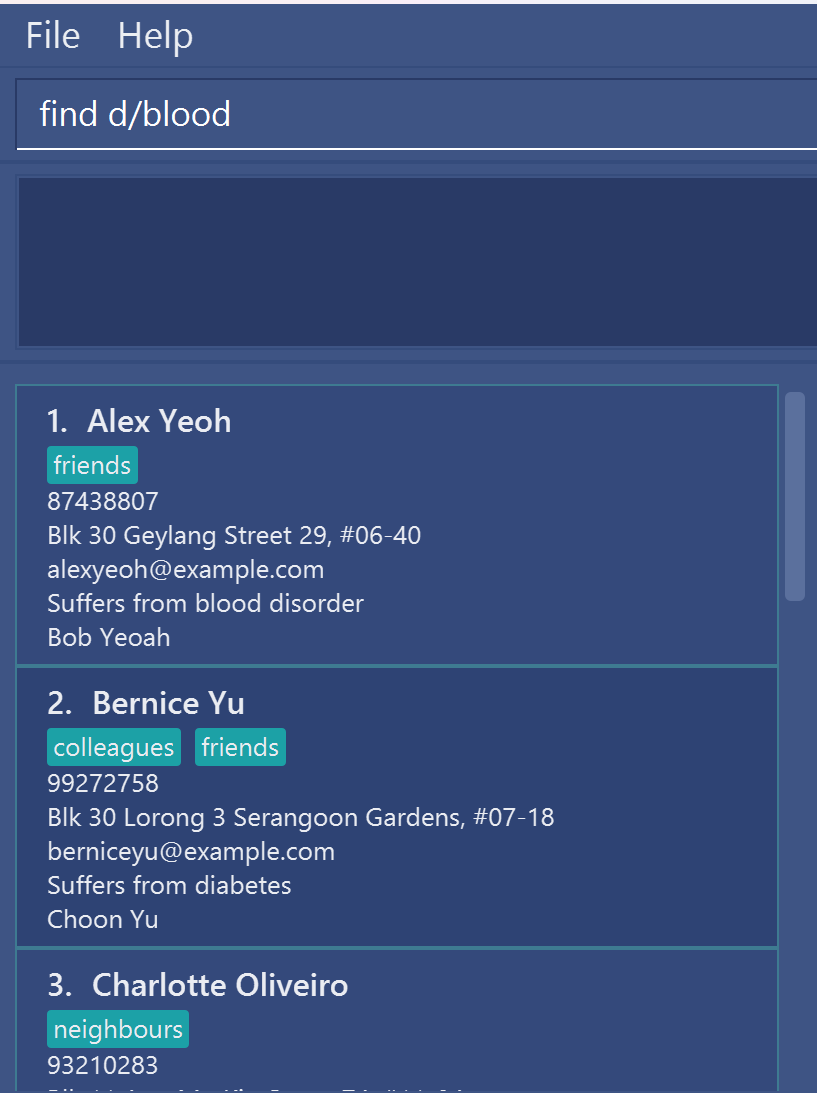 File Help
find d/blood
1. Alex Yeoh
friends
87438807
Blk 30 Geylang Street 29, #06-40
alexyeoh@example.com
Suffers from blood disorder
Bob Yeoah
2. Bernice Yu
colleagues friends
99272758
Blk 30 Lorong 3 Serangoon Gardens, #07-18
berniceyu@example.com
Suffers from diabetes
Choon Yu
3. Charlotte Oliveiro
neighbours
93210283